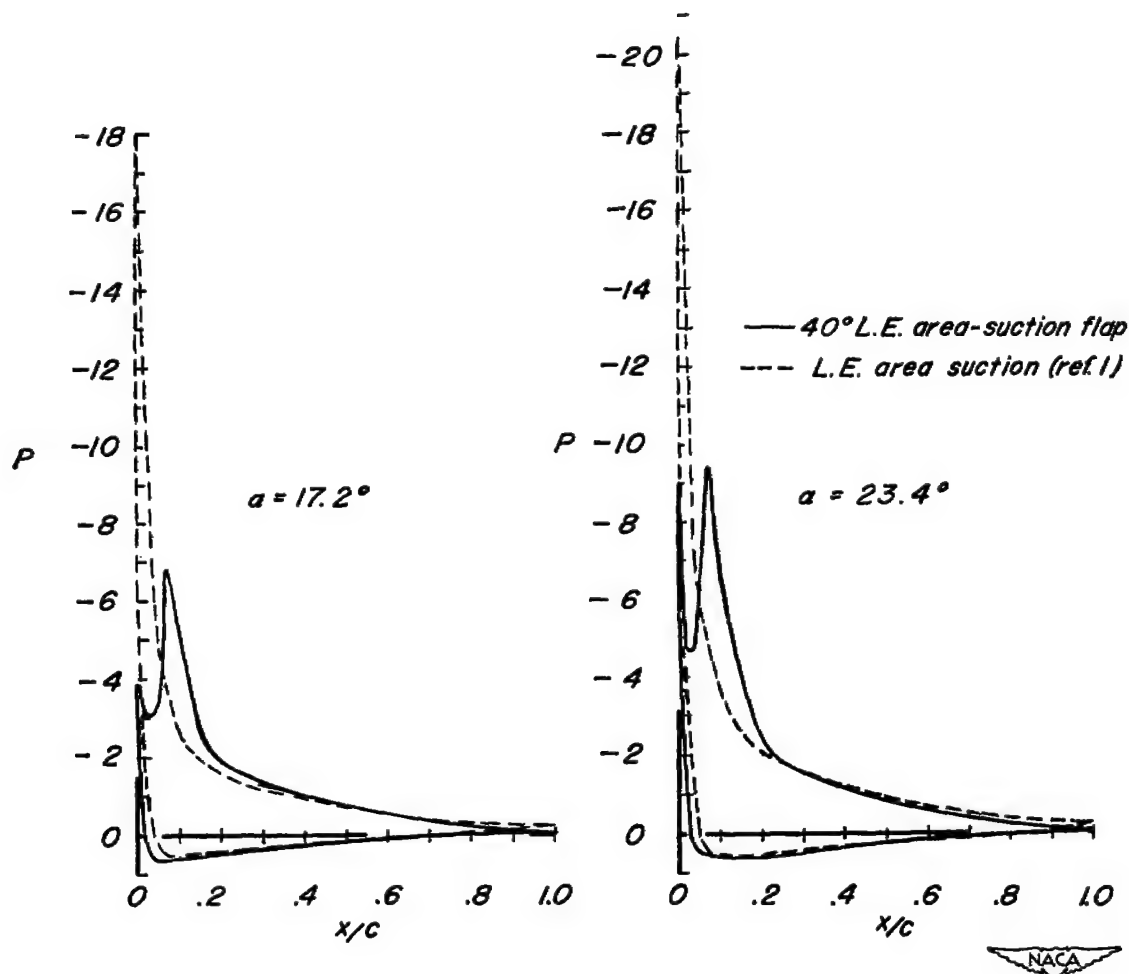 -18
-16
-14
-12
-10
-8
-6
-4
-2
0
P
α = 17.2°
0 .2 .4 .6 .8 1.0
x/c
-20
-18
-16
-14
-12
-10
-8
-6
-4
-2
0
P
40° L.E. area-suction flap
L.E. area suction (ref. 1)
α = 23.4°
0 .2 .4 .6 .8 1.0
x/c
NACA